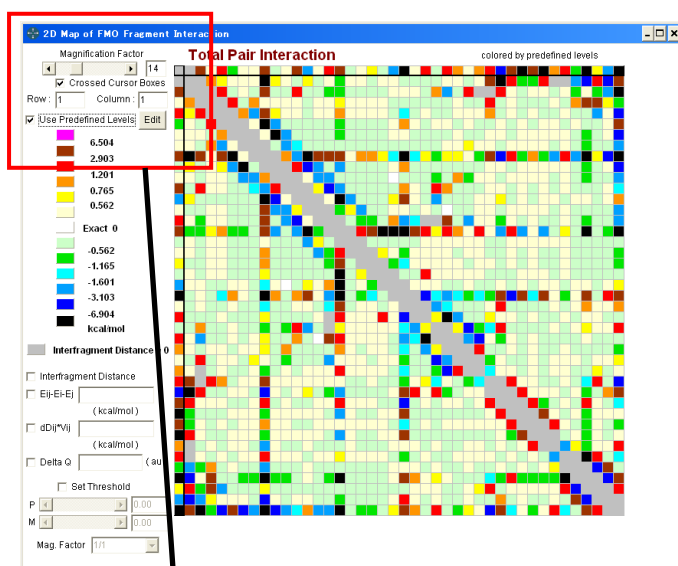 2D Map of FMO Fragment Interaction
Magnification Factor
14
Crossed Cursor Boxes
Row : 1 Column : 1
Use Predefined Levels Edit
Total Pair Interaction
colored by predefined levels
6.504
2.903
1.201
0.765
0.562
Exact 0
-0.562
-1.165
-1.601
-3.103
-6.904
kcal/mol
Interfragment Distance 0
Interfragment Distance
Eij-Ei-Ej
( kcal/mol )
dDij*Vij
( kcal/mol )
Delta Q ( au
Set Threshold
P 0.00
M 0.00
Mag. Factor 1/1